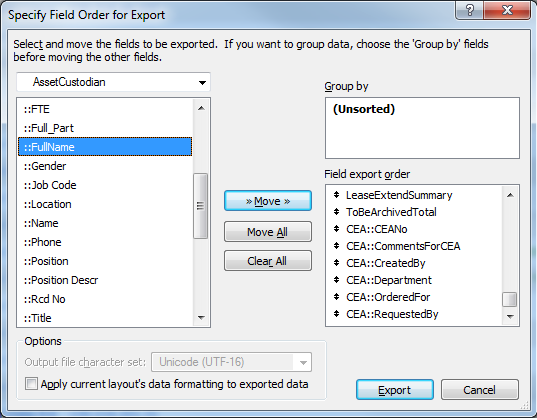 Specify Field Order for Export
Select and move the fields to be exported. If you want to group data, choose the 'Group by' fields
before moving the other fields.
AssetCustodian
::FTE
::Full_Part
::FullName
::Gender
::Job Code
::Location
::Name
::Phone
::Position
::Position Descr
::Rcd No
::Title
» Move »
Move All
Clear All
Group by
(Unsorted)
Field export order
LeaseExtendSummary
ToBeArchivedTotal
CEA::CEANo
CEA::CommentsForCEA
CEA::CreatedBy
CEA::Department
CEA::OrderedFor
CEA::RequestedBy
Options
Output file character set: Unicode (UTF-16)
Apply current layout's data formatting to exported data
Export
Cancel